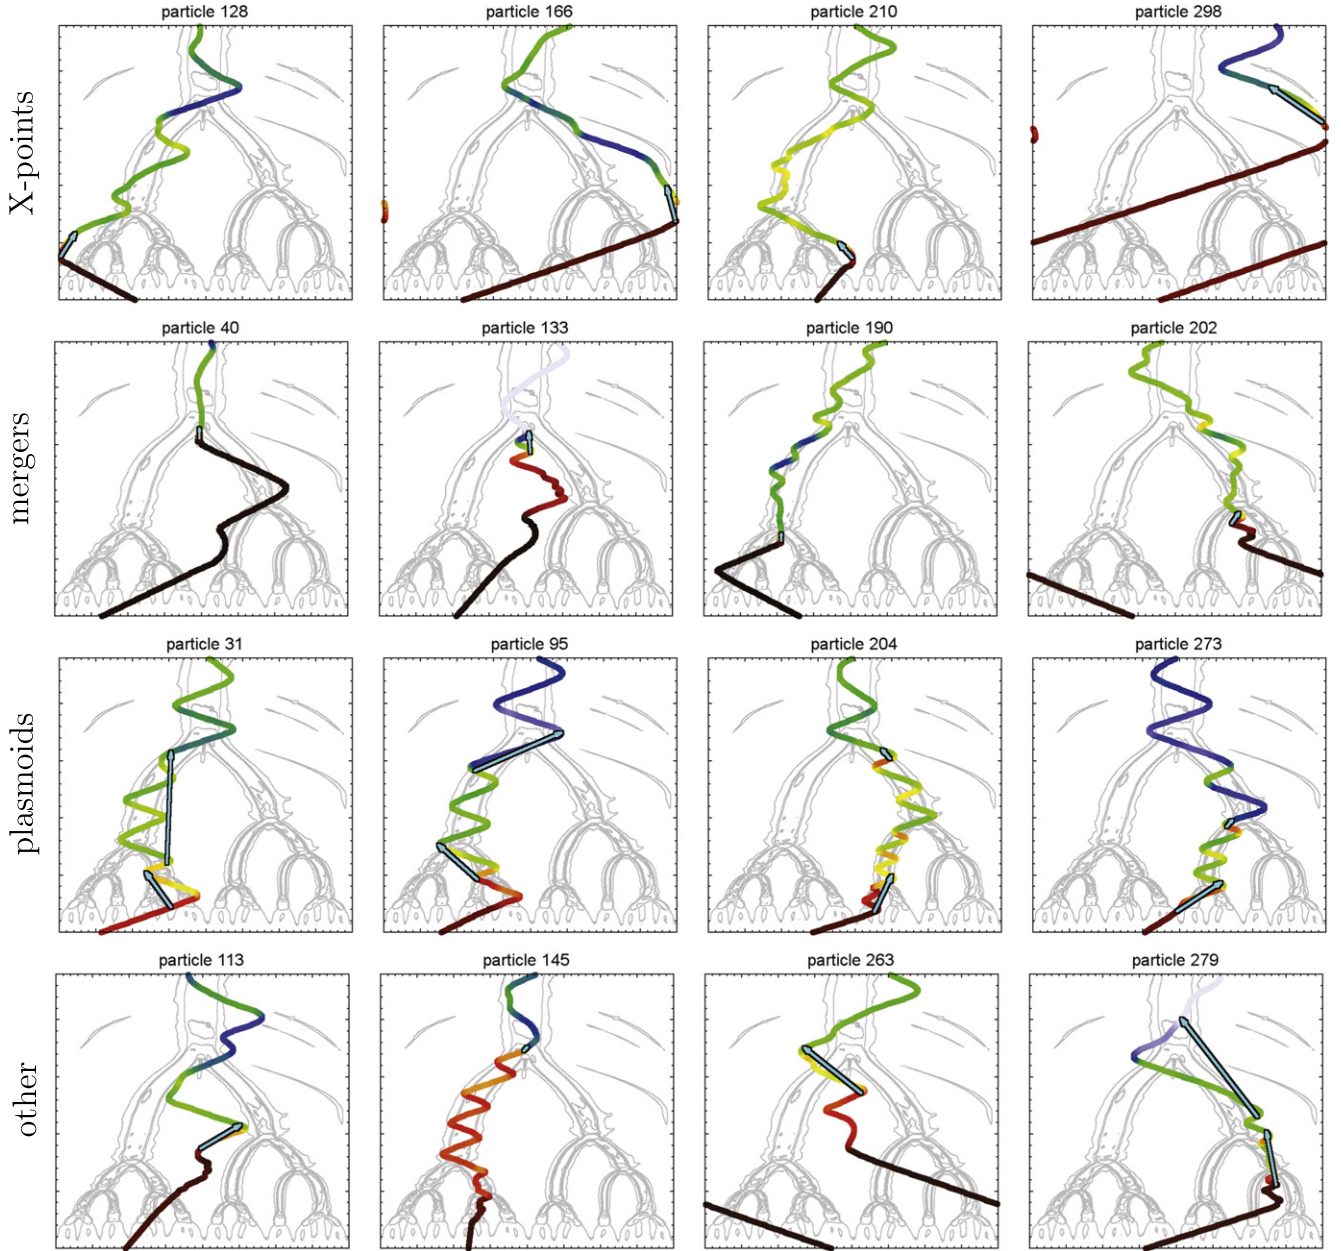 particle 128
particle 166
particle 210
particle 298
X-points
particle 40
particle 133
particle 190
particle 202
mergers
particle 31
particle 95
particle 204
particle 273
plasmoids
particle 113
particle 145
particle 263
particle 279
other